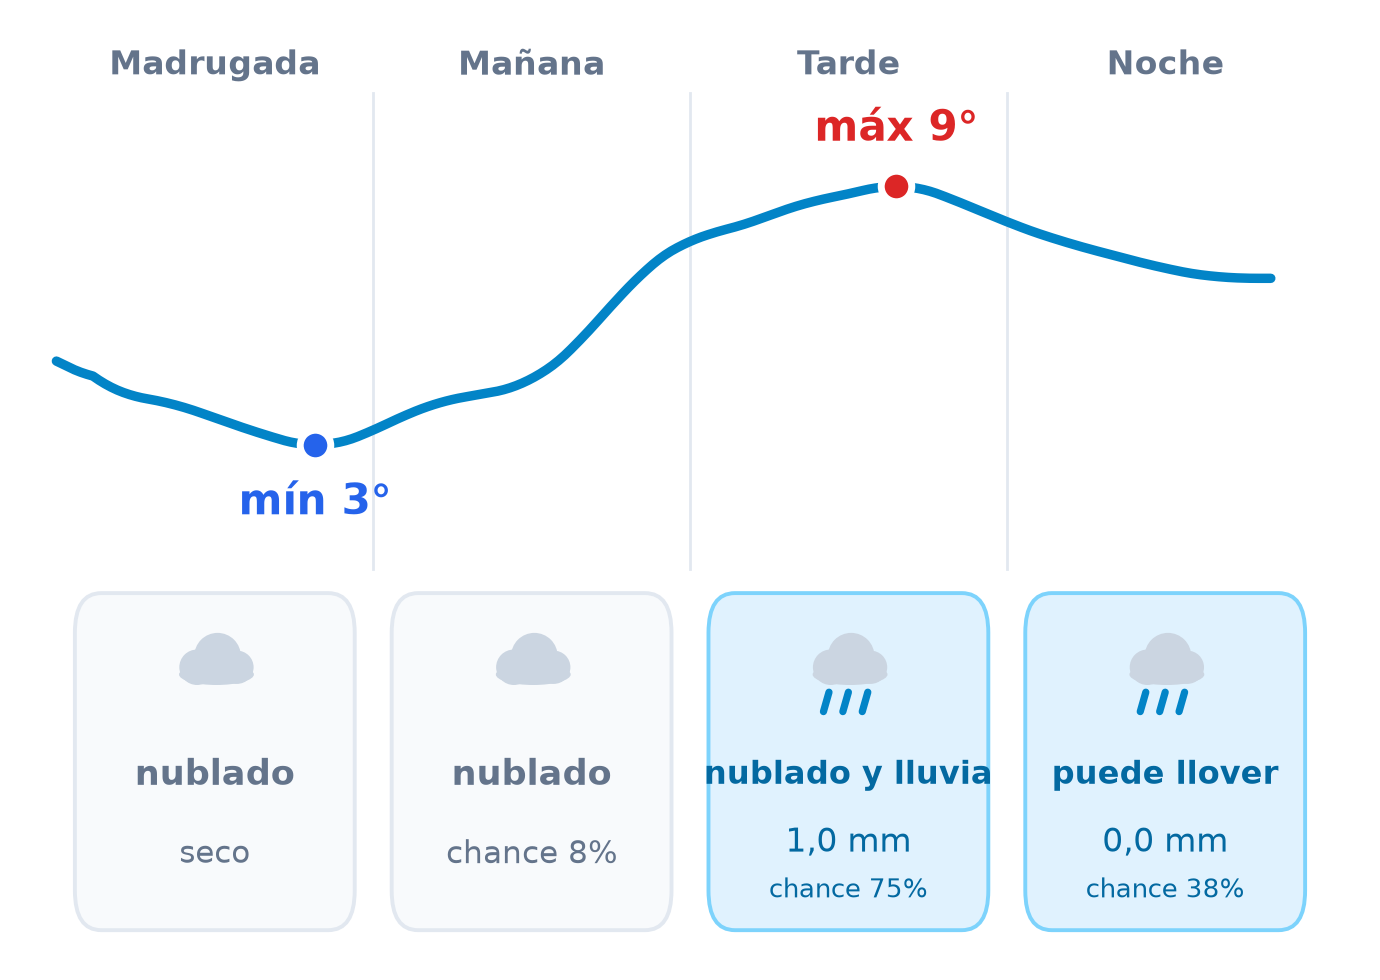 Madrugada
Mañana
Tarde
Noche
máx 9°
mín 3°
nublado
seco
nublado
chance 8%
nublado y lluvia
1,0 mm
chance 75%
puede llover
0,0 mm
chance 38%